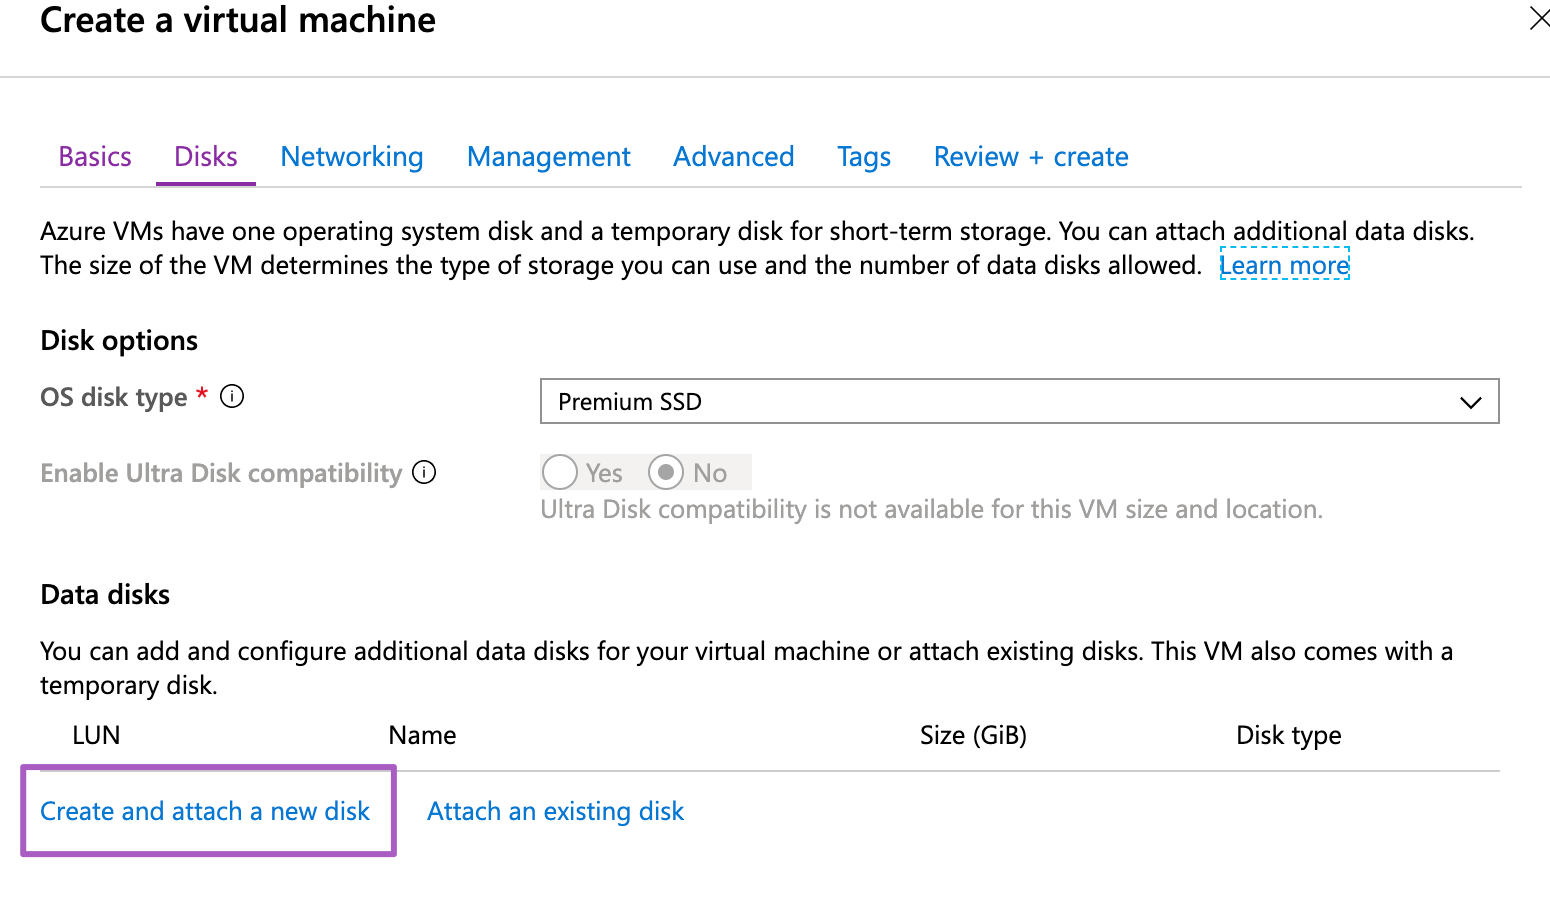 Create a virtual machine
Basics Disks Networking Management Advanced Tags Review + create
Azure VMs have one operating system disk and a temporary disk for short-term storage. You can attach additional data disks.
The size of the VM determines the type of storage you can use and the number of data disks allowed. Learn more
Disk options
OS disk type * Premium SSD
Enable Ultra Disk compatibility Yes No
Ultra Disk compatibility is not available for this VM size and location.
Data disks
You can add and configure additional data disks for your virtual machine or attach existing disks. This VM also comes with a
temporary disk.
LUN Name Size (GiB) Disk type
Create and attach a new disk Attach an existing disk